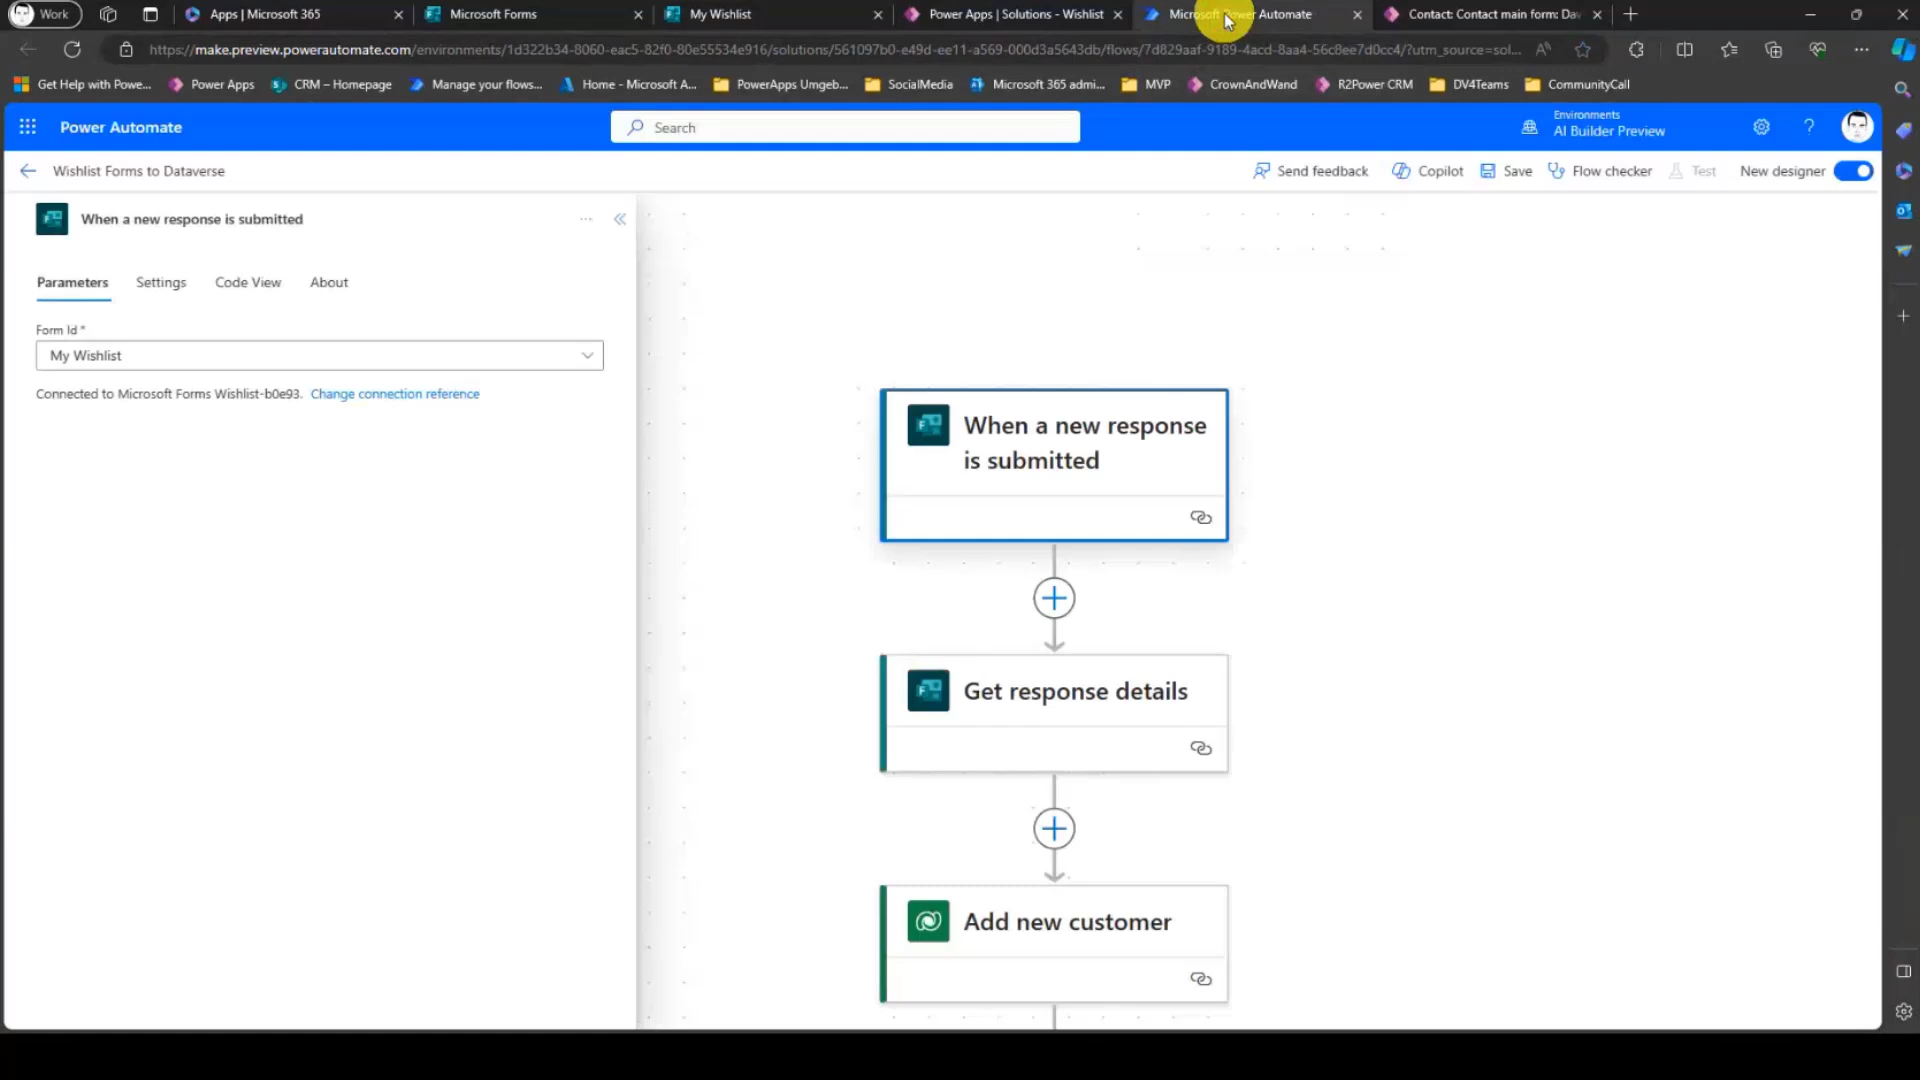 Work
Apps | Microsoft 365
Microsoft Forms
My Wishlist
Power Apps | Solutions - Wishlist
Microsoft Power Automate
Contact: Contact main form: Dav
https://make.preview.powerautomate.com/environments/1d322b34-8060-eac5-82f0-80e55534e916/solutions/561097b0-e49d-ee11-a569-000d3a5643db/flows/7d829aaf-9189-4acd-8aa4-56c8ee7d0cc4/?utm_source=sol...
Get Help with Powe...
Power Apps
CRM – Homepage
Manage your flows...
Home - Microsoft A...
PowerApps Umgeb...
SocialMedia
Microsoft 365 admi...
MVP
CrownAndWand
R2Power CRM
DV4Teams
CommunityCall
Power Automate
Search
Environments
AI Builder Preview
Wishlist Forms to Dataverse
Send feedback
Copilot
Save
Flow checker
Test
New designer
When a new response is submitted
Parameters
Settings
Code View
About
Form Id *
My Wishlist
Connected to Microsoft Forms Wishlist-b0e93. Change connection reference
When a new response
is submitted
Get response details
Add new customer